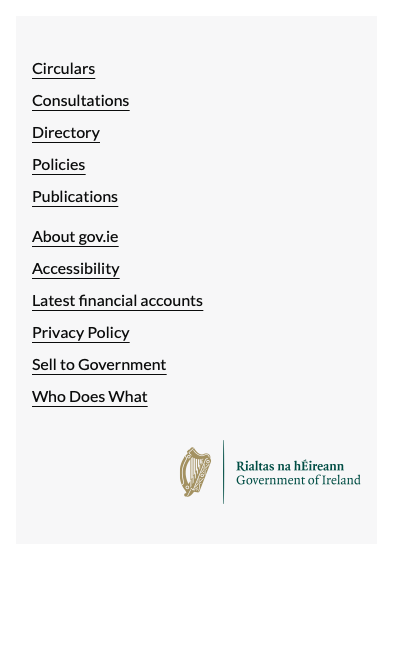 Circulars
Consultations
Directory
Policies
Publications
About gov.ie
Accessibility
Latest financial accounts
Privacy Policy
Sell to Government
Who Does What
Rialtas na hÉireann
Government of Ireland